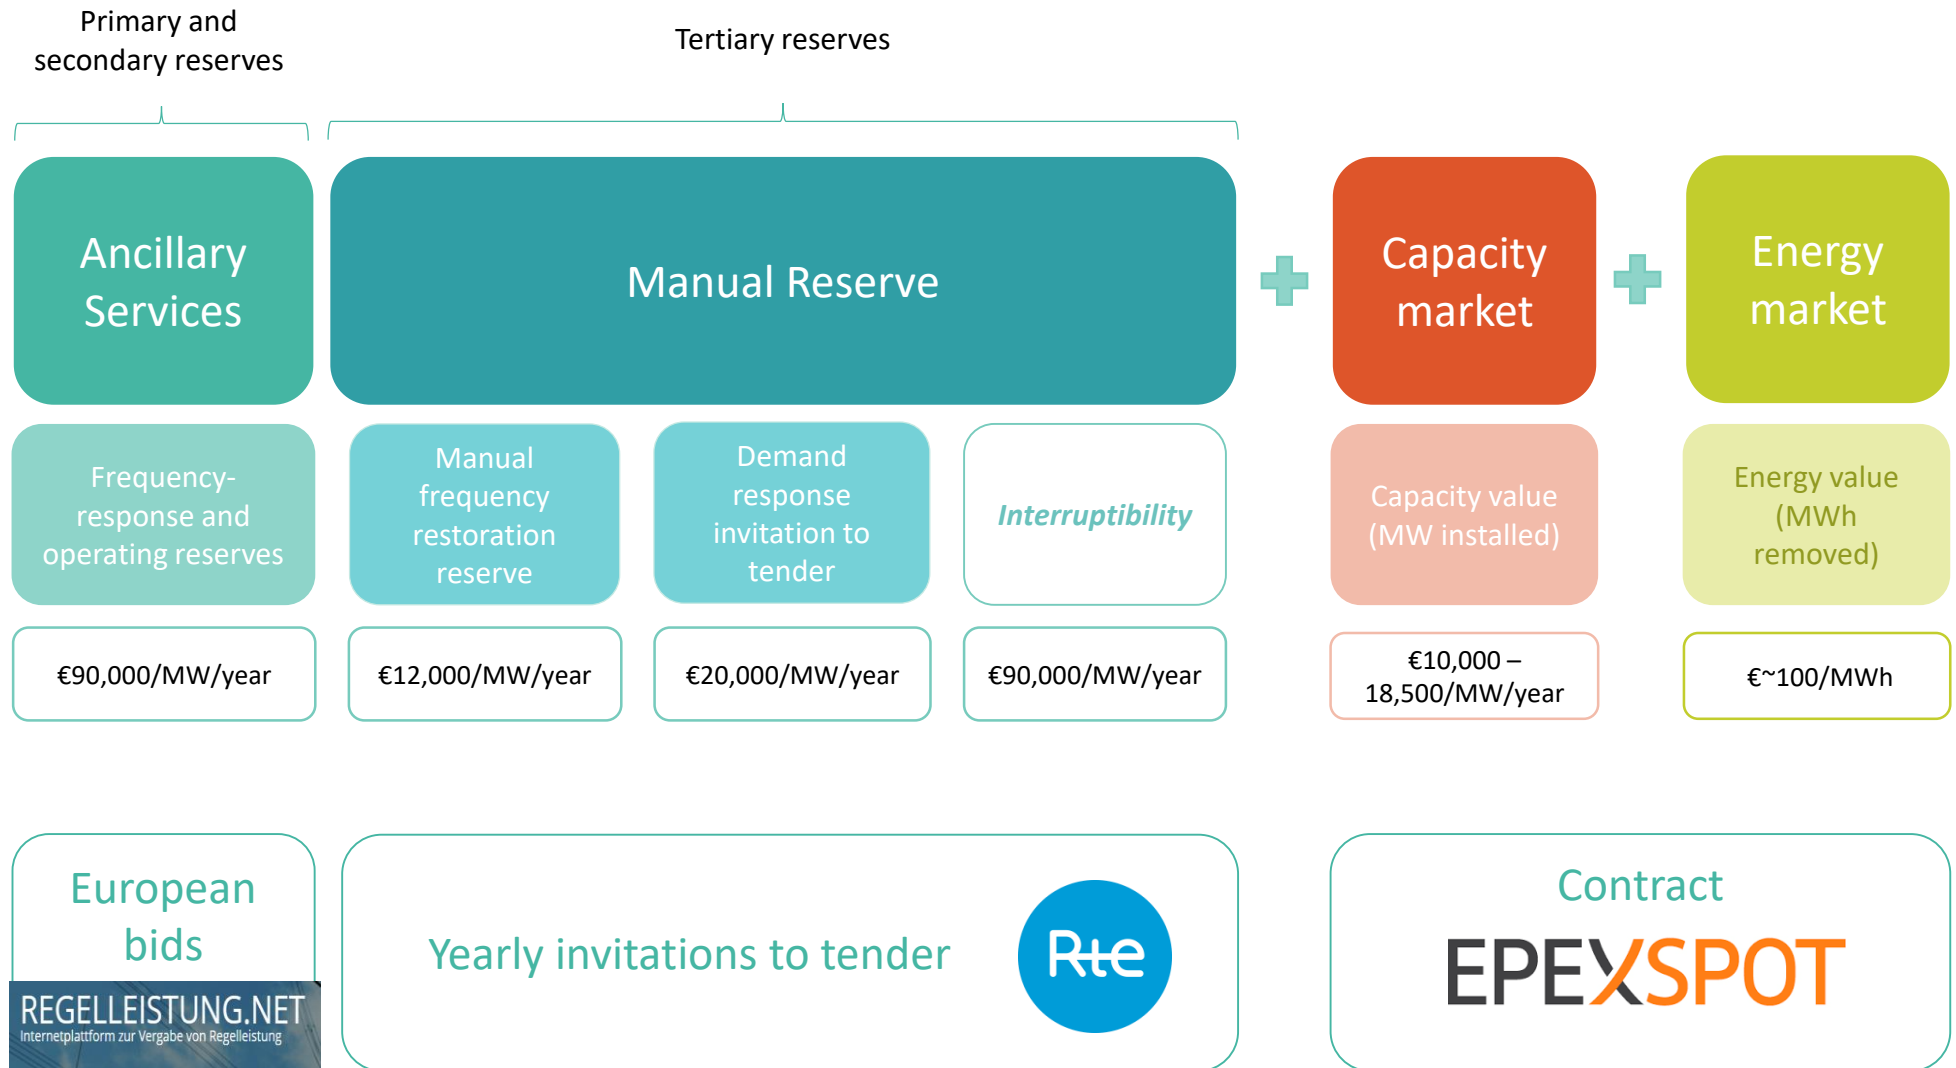 Primary and
secondary reserves
Tertiary reserves
Ancillary
Services
Manual Reserve
Capacity
market
Energy
market
Frequency-
response and
operating reserves
Manual
frequency
restoration
reserve
Demand
response
invitation to
tender
Interruptibility
Capacity value
(MW installed)
Energy value
(MWh
removed)
€90,000/MW/year
€12,000/MW/year
€20,000/MW/year
€90,000/MW/year
€10,000 –
18,500/MW/year
€~100/MWh
European
bids
REGELLEISTUNG.NET
Internetplattform zur Vergabe von Regelleistung
Yearly invitations to tender
Rte
Contract
EPEXSPOT